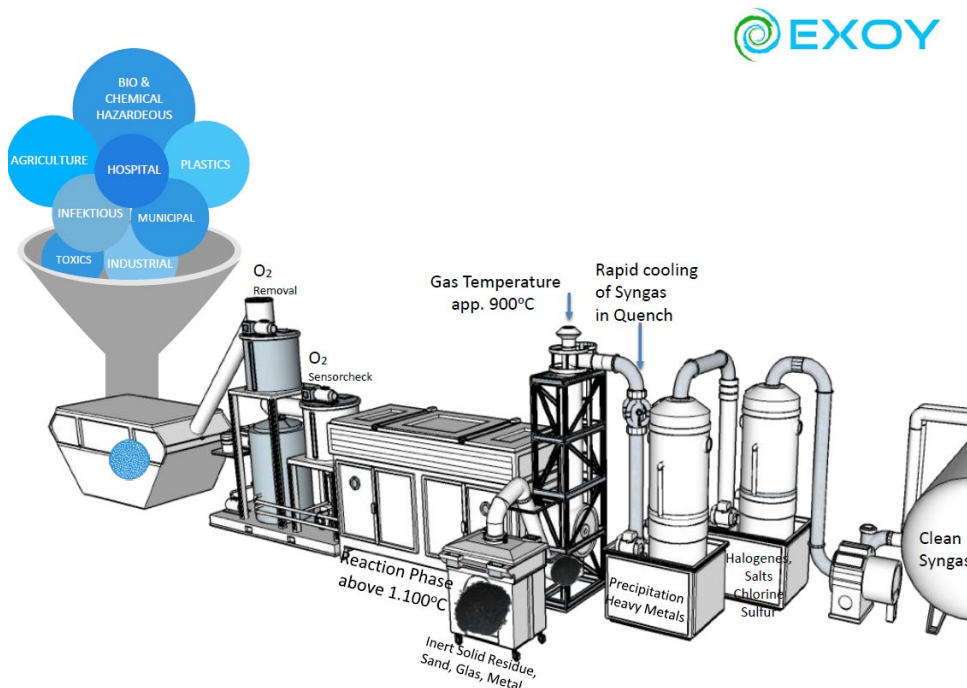 EXOY
BIO &
CHEMICAL
HAZARDEOUS
AGRICULTURE
HOSPITAL
PLASTICS
INFEKTIOUS
MUNICIPAL
TOXICS
INDUSTRIAL
O₂
Removal
O₂
Sensorcheck
Gas Temperature
app. 900°C
Rapid cooling
of Syngas
in Quench
Reaction Phase
above 1.100°C
Inert Solid Residue,
Sand, Glas, Metal
Precipitation
Heavy Metals
Halogenes,
Salts
Chlorine
Sulfur
Clean
Syngas